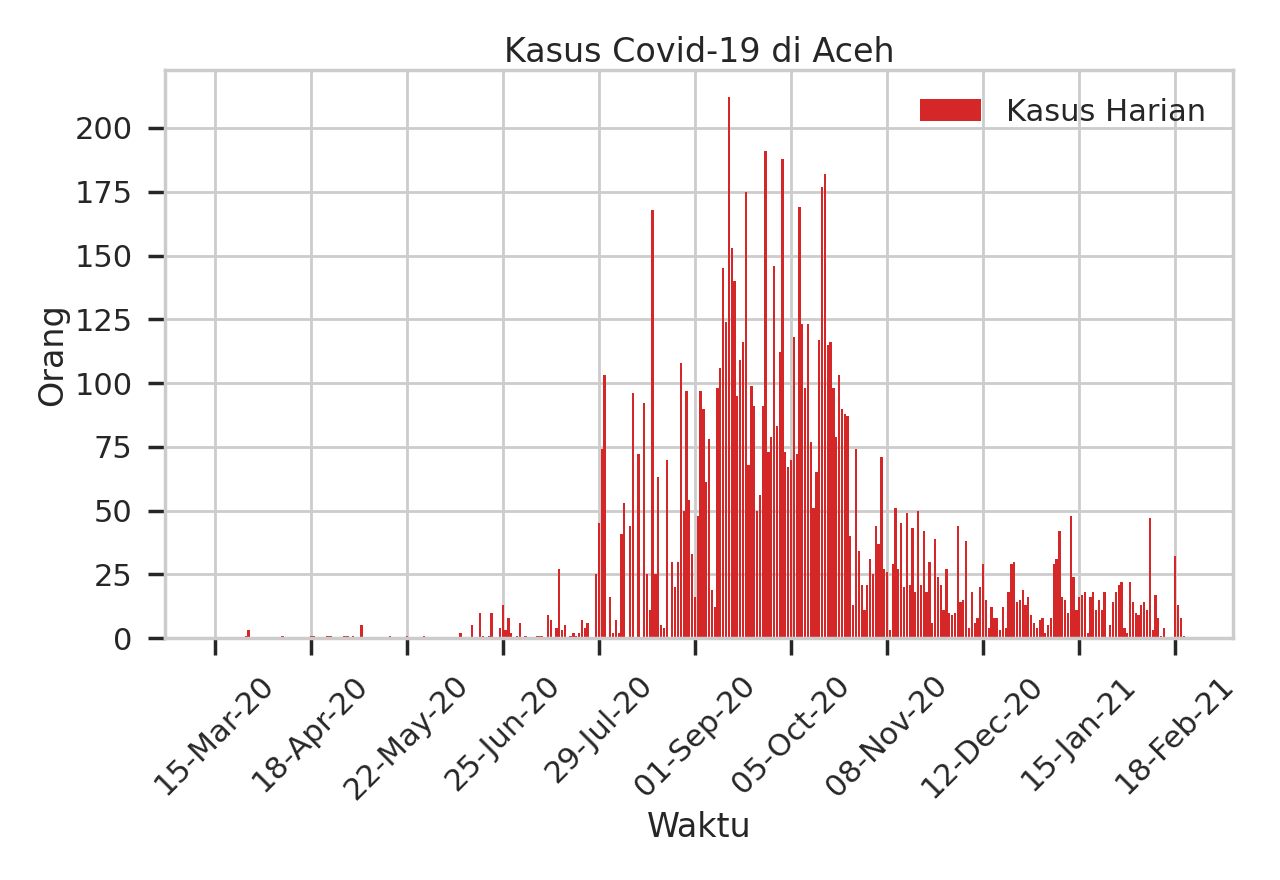 Kasus Covid-19 di Aceh
Kasus Harian
Orang
200
175
150
125
100
75
50
25
0
15-Mar-20
18-Apr-20
22-May-20
25-Jun-20
29-Jul-20
01-Sep-20
05-Oct-20
08-Nov-20
12-Dec-20
15-Jan-21
18-Feb-21
Waktu